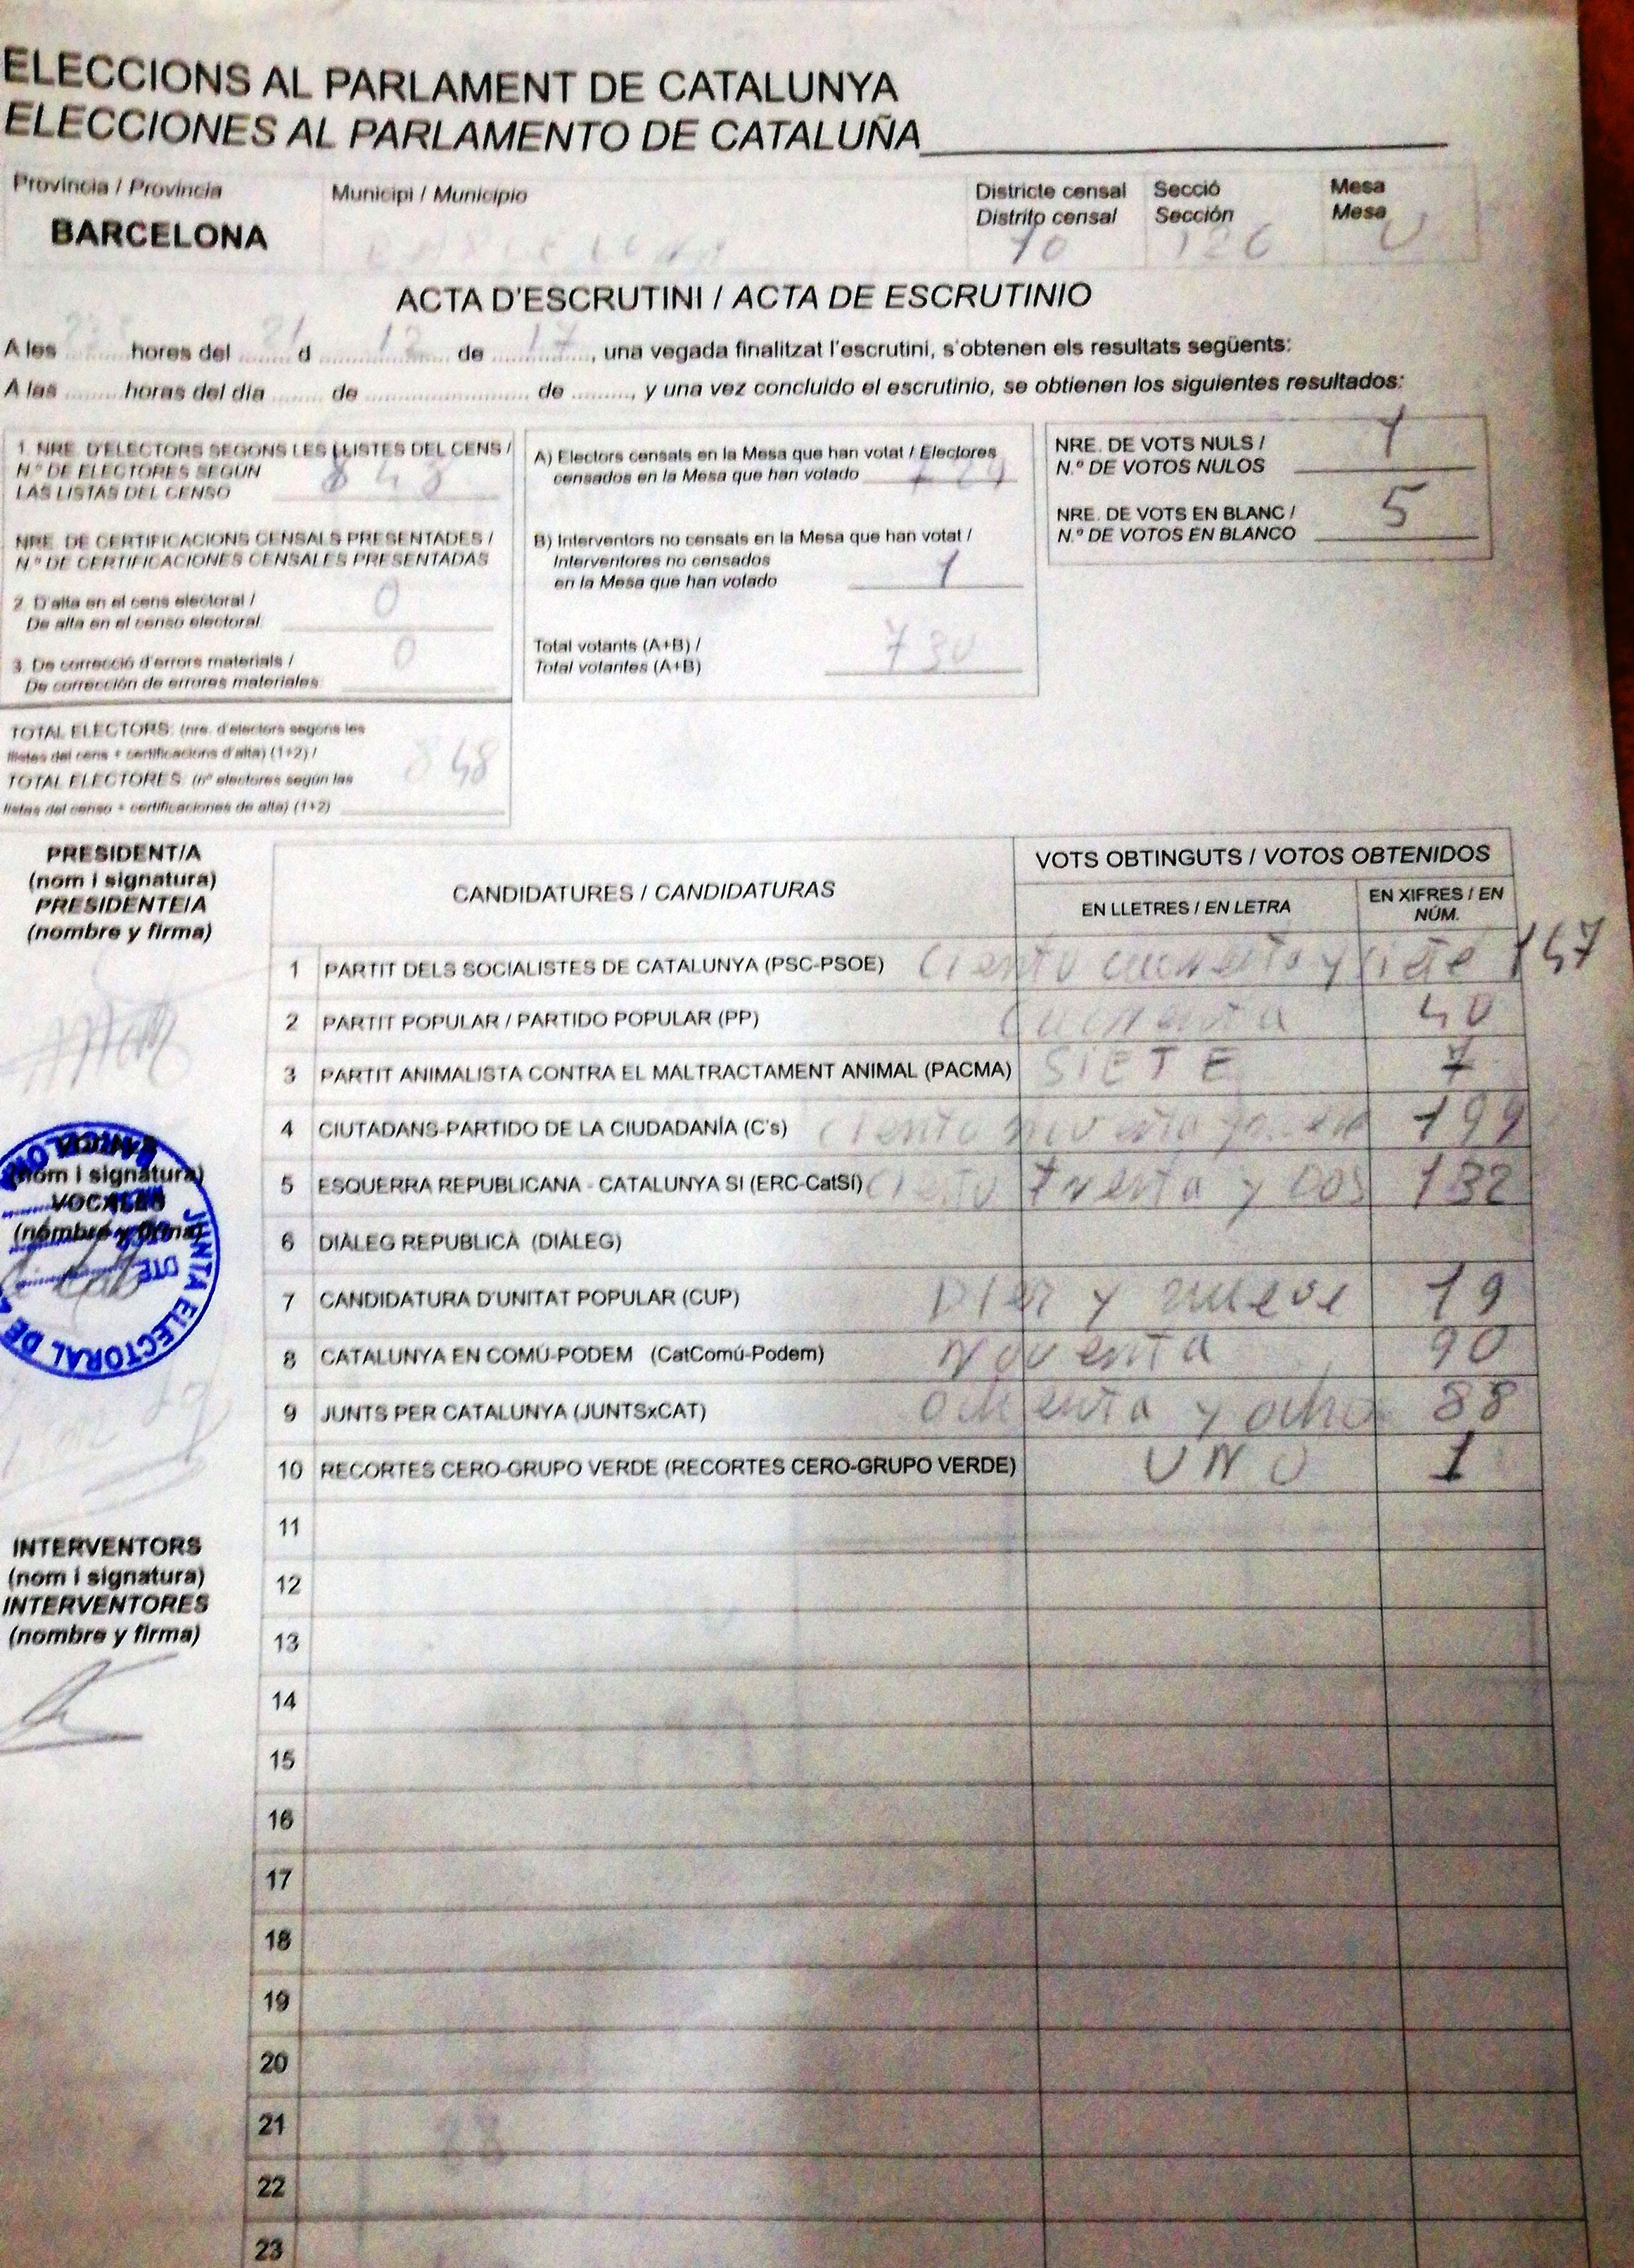 ELECCIONS AL PARLAMENT DE CATALUNYA
ELECCIONES AL PARLAMENTO DE CATALUÑA
Província / Provincia
Municipi / Municipio
Districte censal
Distrito censal
Secció
Sección
Mesa
Mesa
BARCELONA
10
126
U
ACTA D'ESCRUTINI / ACTA DE ESCRUTINIO
A les ........ hores del 21 d 12 de 17, una vegada finalitzat l'escrutini, s'obtenen els resultats següents:
A las ........ horas del día ........ de ........................ de ........., y una vez concluido el escrutinio, se obtienen los siguientes resultados:
1. NRE. D'ELECTORS SEGONS LES LLISTES DEL CENS /
N.º DE ELECTORES SEGÚN
LAS LISTAS DEL CENSO 848
NRE. DE CERTIFICACIONS CENSALS PRESENTADES /
N.º DE CERTIFICACIONES CENSALES PRESENTADAS
2. D'alta en el cens electoral /
De alta en el censo electoral 0
3. De correcció d'errors materials /
De corrección de errores materiales 0
TOTAL ELECTORS: (nre. d'electors segons les
llistes del cens + certificacions d'alta) (1+2) /
TOTAL ELECTORES: (nº electores según las
listas del censo + certificaciones de alta) (1+2) 848
A) Electors censats en la Mesa que han votat / Electores
censados en la Mesa que han votado 729
B) Interventors no censats en la Mesa que han votat /
Interventores no censados
en la Mesa que han votado 1
Total votants (A+B) /
Total votantes (A+B) 730
NRE. DE VOTS NULS /
N.º DE VOTOS NULOS 1
NRE. DE VOTS EN BLANC /
N.º DE VOTOS EN BLANCO 5
PRESIDENT/A
(nom i signatura)
PRESIDENTE/A
(nombre y firma)
CANDIDATURES / CANDIDATURAS
VOTS OBTINGUTS / VOTOS OBTENIDOS
EN LLETRES / EN LETRA
EN XIFRES / EN
NÚM.
1 PARTIT DELS SOCIALISTES DE CATALUNYA (PSC-PSOE) Ciento cuarenta y siete 147
2 PARTIT POPULAR / PARTIDO POPULAR (PP) Cuarenta 40
3 PARTIT ANIMALISTA CONTRA EL MALTRACTAMENT ANIMAL (PACMA) SIETE 7
4 CIUTADANS-PARTIDO DE LA CIUDADANÍA (C's) Ciento noventa y 199
5 ESQUERRA REPUBLICANA - CATALUNYA SÍ (ERC-CatSí) Ciento treinta y DOS 132
6 DIÀLEG REPUBLICÀ (DIÀLEG)
7 CANDIDATURA D'UNITAT POPULAR (CUP) Diez y nueve 19
8 CATALUNYA EN COMÚ-PODEM (CatComú-Podem) Noventa 90
9 JUNTS PER CATALUNYA (JUNTSxCAT) Ochenta y ocho 88
10 RECORTES CERO-GRUPO VERDE (RECORTES CERO-GRUPO VERDE) UNO 1
11
12
13
14
15
16
17
18
19
20
21
22
23
VOCALS
(nom i signatura)
VOCALES
(nombre y firma)
JUNTA ELECTORAL DE
INTERVENTORS
(nom i signatura)
INTERVENTORES
(nombre y firma)